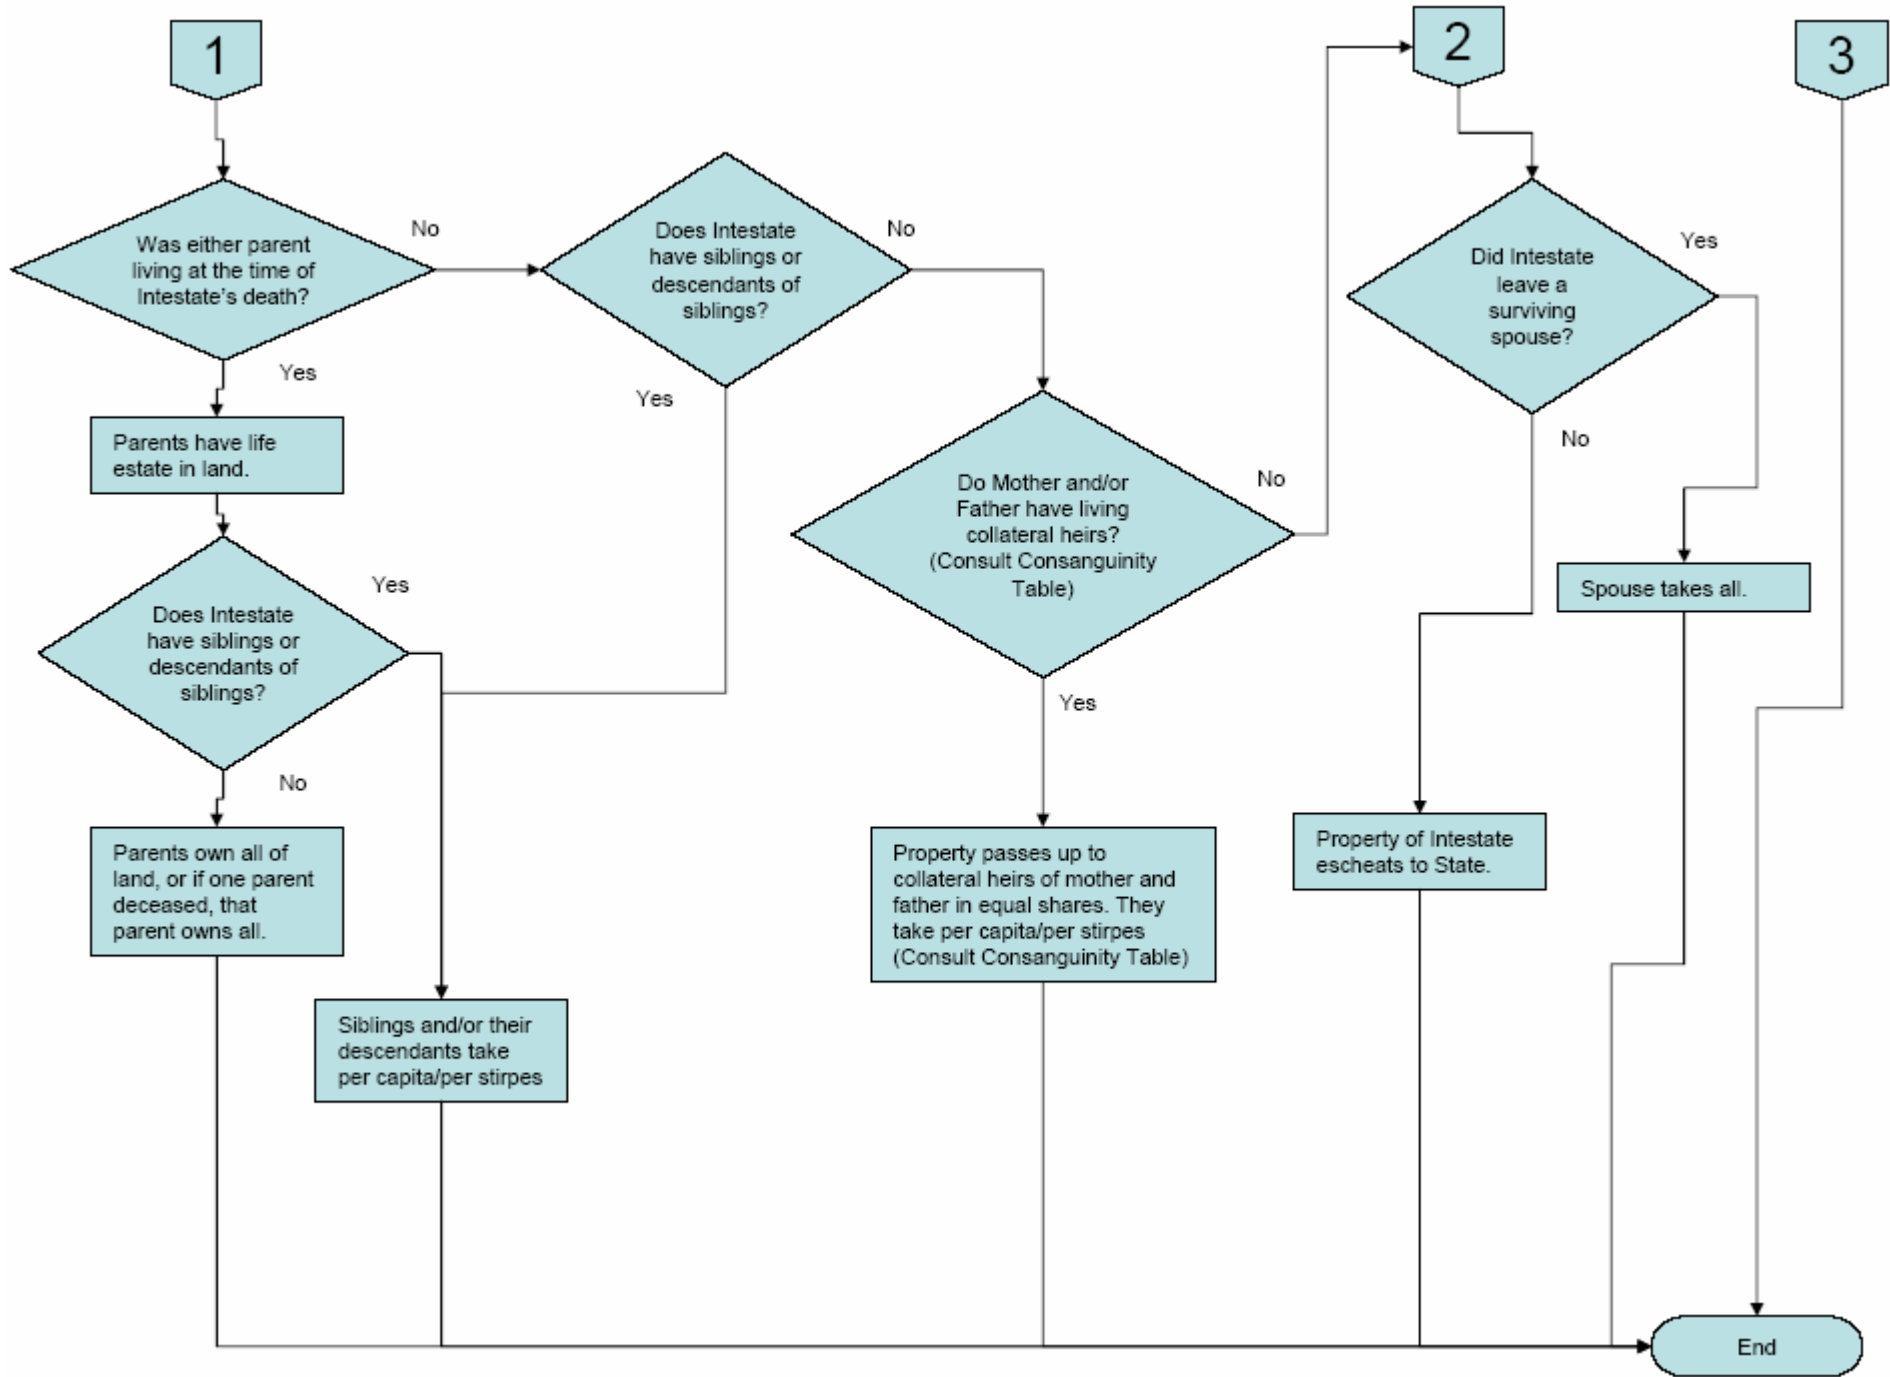 1
2
3
Was either parent
living at the time of
Intestate's death?
No
Does Intestate
have siblings or
descendants of
siblings?
No
Did Intestate
leave a
surviving
spouse?
Yes
Yes
Yes
No
Parents have life
estate in land.
Do Mother and/or
Father have living
collateral heirs?
(Consult Consanguinity
Table)
No
Does Intestate
have siblings or
descendants of
siblings?
Yes
Spouse takes all.
Yes
No
Parents own all of
land, or if one parent
deceased, that
parent owns all.
Property passes up to
collateral heirs of mother and
father in equal shares. They
take per capita/per stirpes
(Consult Consanguinity Table)
Property of Intestate
escheats to State.
Siblings and/or their
descendants take
per capita/per stirpes
End